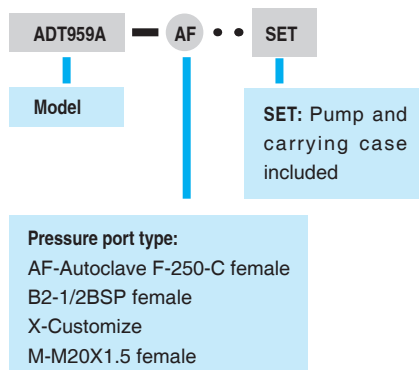 ADT959A — AF • • SET
Model
SET: Pump and
carrying case
included
Pressure port type:
AF-Autoclave F-250-C female
B2-1/2BSP female
X-Customize
M-M20X1.5 female